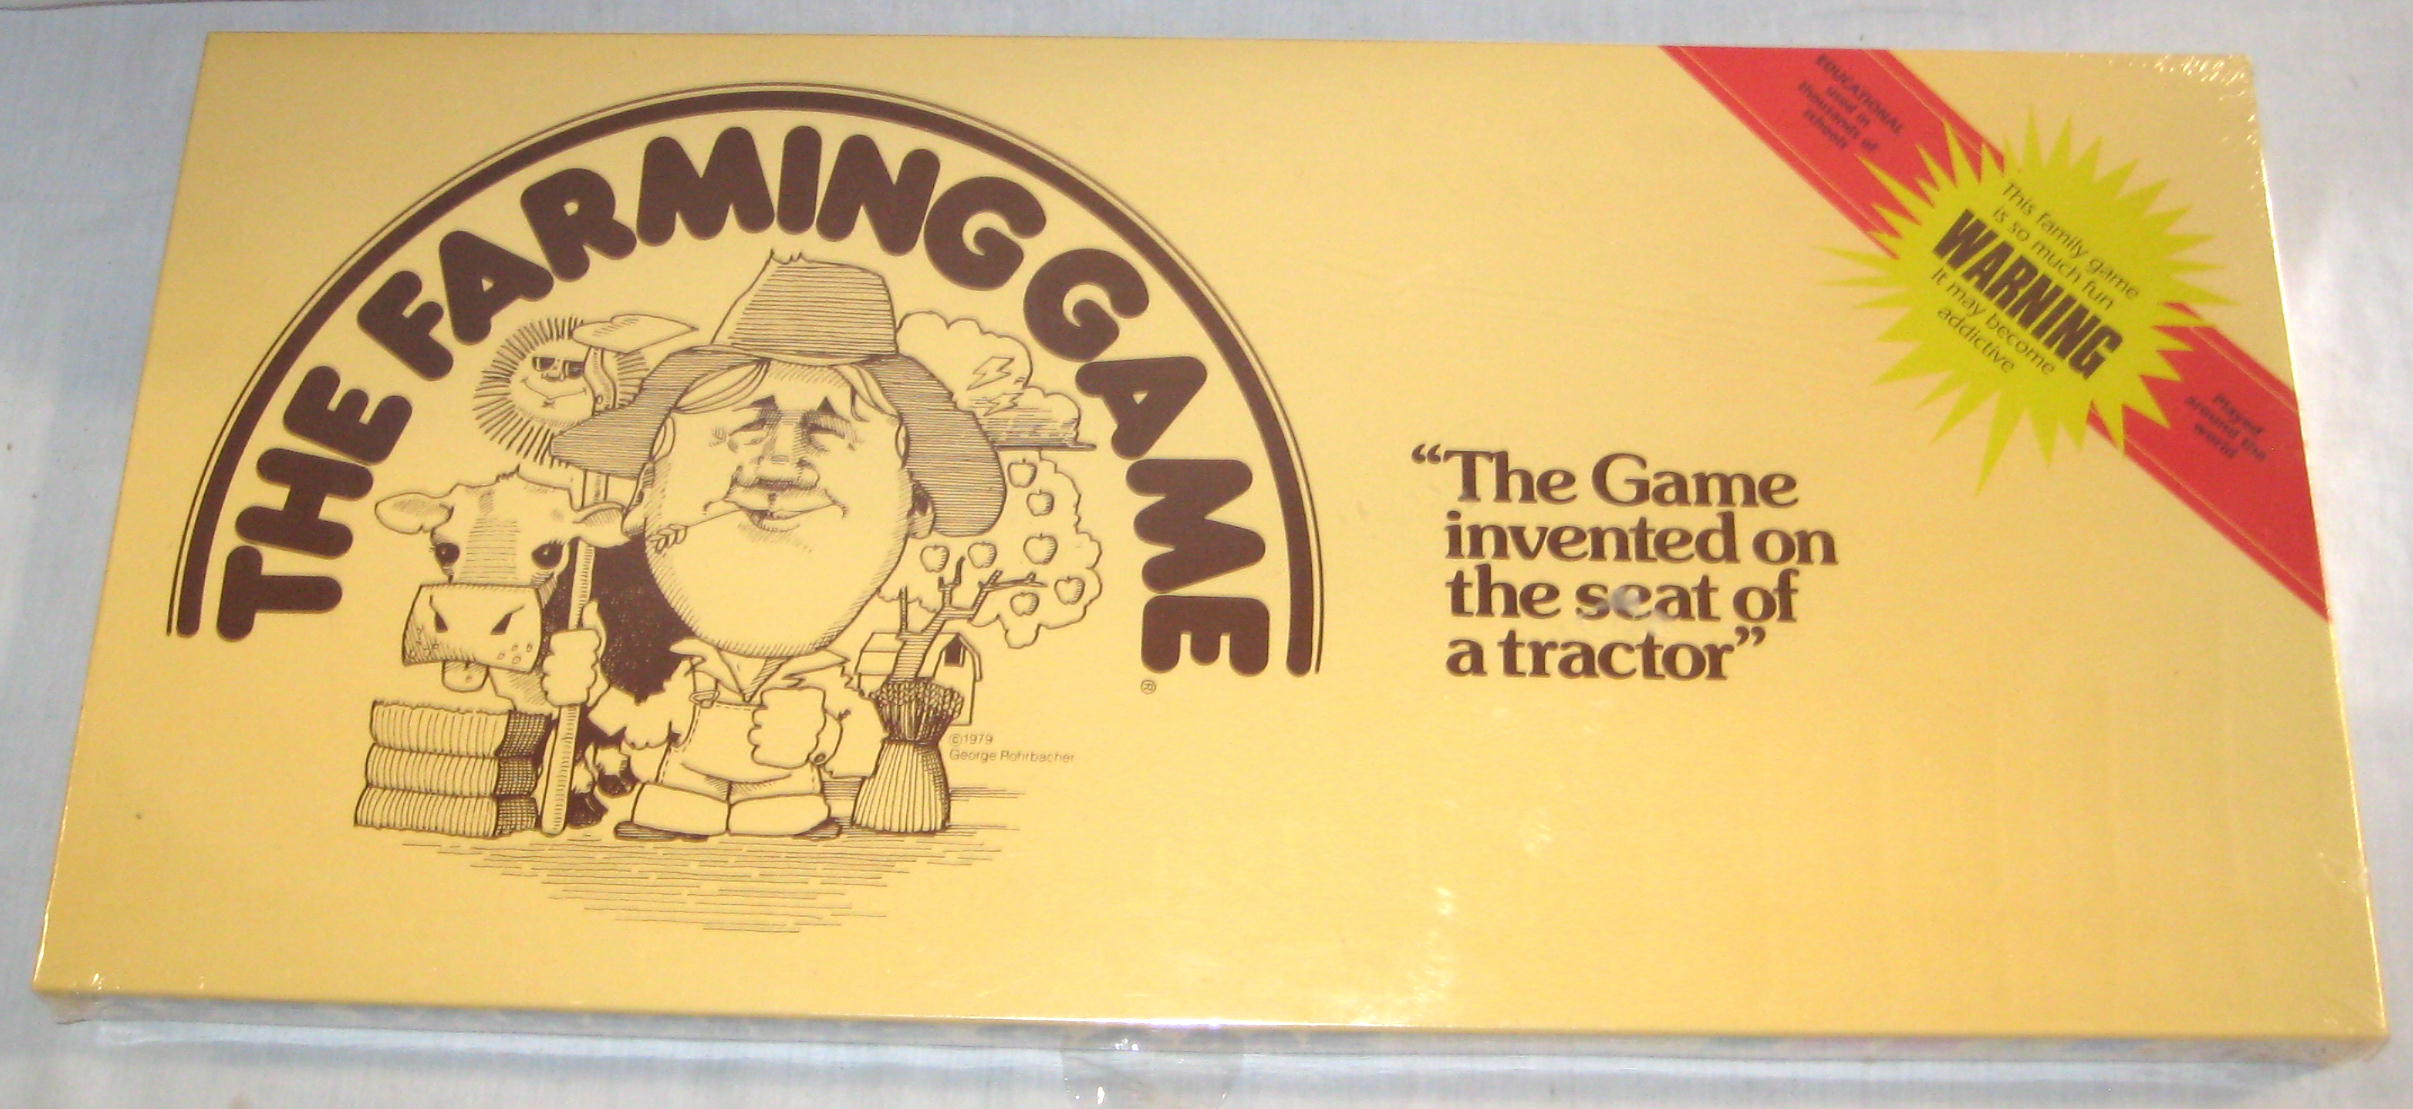 THE FARMING GAME
®
©1979
George Rohrbacher
“The Game
invented on
the seat of
a tractor”
EDUCATIONAL
used in
thousands of
schools
This family game
is so much fun
WARNING
It may become
addictive
Played
around the
world